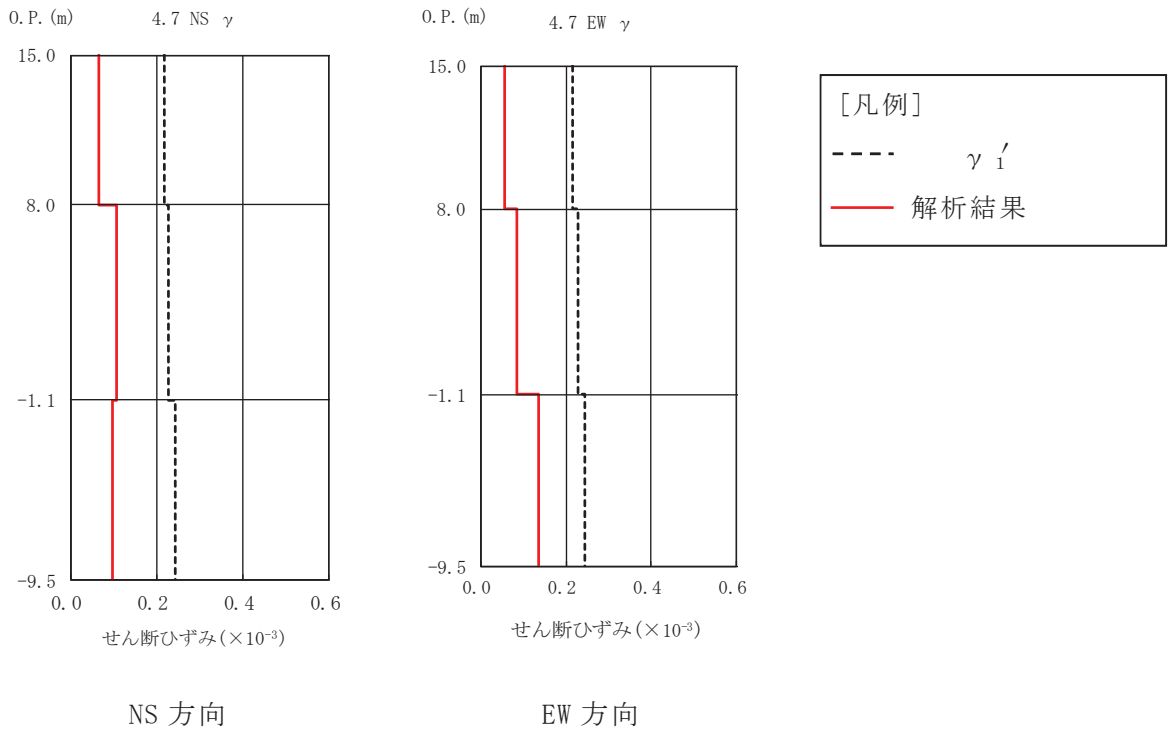 O.P.(m)
4.7 NS γ
15.0
8.0
-1.1
-9.5
0.0 0.2 0.4 0.6
せん断ひずみ(×10⁻³)
NS 方向
O.P.(m)
4.7 EW γ
15.0
8.0
-1.1
-9.5
0.0 0.2 0.4 0.6
せん断ひずみ(×10⁻³)
EW 方向
[凡例]
γ₁′
解析結果